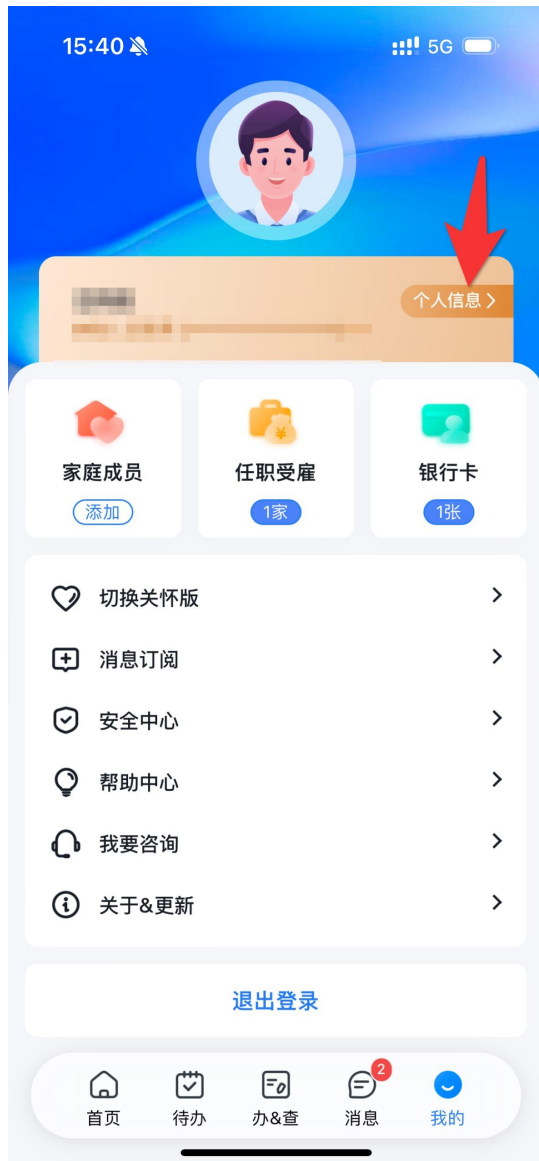 15:40 5G
个人信息
家庭成员 任职受雇 银行卡
添加 1家 1张
切换关怀版
消息订阅
安全中心
帮助中心
我要咨询
关于&更新
退出登录
2
首页 待办 办&查 消息 我的